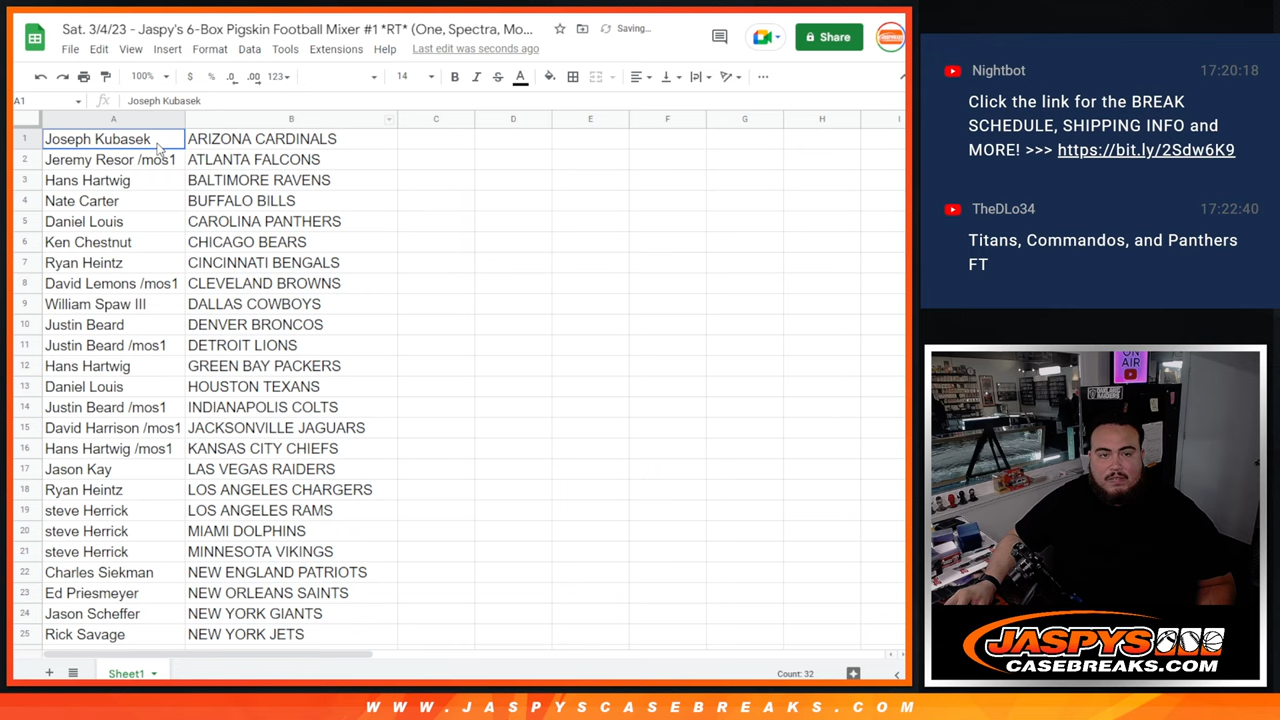 Sat. 3/4/23 - Jaspy's 6-Box Pigskin Football Mixer #1 *RT* (One, Spectra, Mo...
Saving...
Share
File Edit View Insert Format Data Tools Extensions Help Last edit was seconds ago
100% $ % .0 .00 123 14 B I S A
A1 fx Joseph Kubasek
A B C D E F G H I
1 Joseph Kubasek ARIZONA CARDINALS
2 Jeremy Resor /mos1 ATLANTA FALCONS
3 Hans Hartwig BALTIMORE RAVENS
4 Nate Carter BUFFALO BILLS
5 Daniel Louis CAROLINA PANTHERS
6 Ken Chestnut CHICAGO BEARS
7 Ryan Heintz CINCINNATI BENGALS
8 David Lemons /mos1 CLEVELAND BROWNS
9 William Spaw III DALLAS COWBOYS
10 Justin Beard DENVER BRONCOS
11 Justin Beard /mos1 DETROIT LIONS
12 Hans Hartwig GREEN BAY PACKERS
13 Daniel Louis HOUSTON TEXANS
14 Justin Beard /mos1 INDIANAPOLIS COLTS
15 David Harrison /mos1 JACKSONVILLE JAGUARS
16 Hans Hartwig /mos1 KANSAS CITY CHIEFS
17 Jason Kay LAS VEGAS RAIDERS
18 Ryan Heintz LOS ANGELES CHARGERS
19 steve Herrick LOS ANGELES RAMS
20 steve Herrick MIAMI DOLPHINS
21 steve Herrick MINNESOTA VIKINGS
22 Charles Siekman NEW ENGLAND PATRIOTS
23 Ed Priesmeyer NEW ORLEANS SAINTS
24 Jason Scheffer NEW YORK GIANTS
25 Rick Savage NEW YORK JETS
Sheet1
Count: 32
Nightbot 17:20:18
Click the link for the BREAK
SCHEDULE, SHIPPING INFO and
MORE! >>> https://bit.ly/2Sdw6K9
TheDLo34 17:22:40
Titans, Commandos, and Panthers
FT
ON
AIR
JASPYS
CASEBREAKS.COM
WWW.JASPYSCASEBREAKS.COM